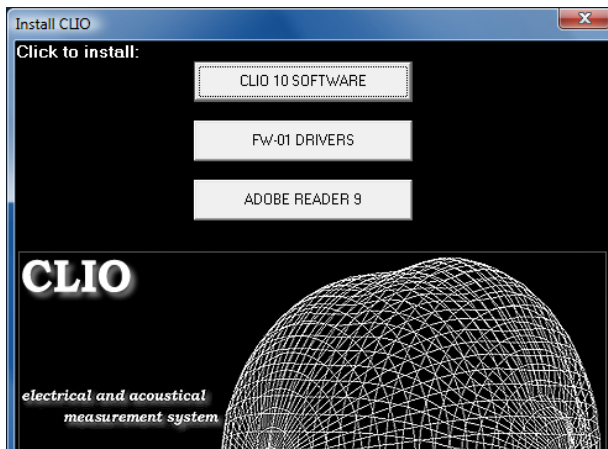 Install CLIO
Click to install:
CLIO 10 SOFTWARE
FW-01 DRIVERS
ADOBE READER 9
CLIO
electrical and acoustical
measurement system